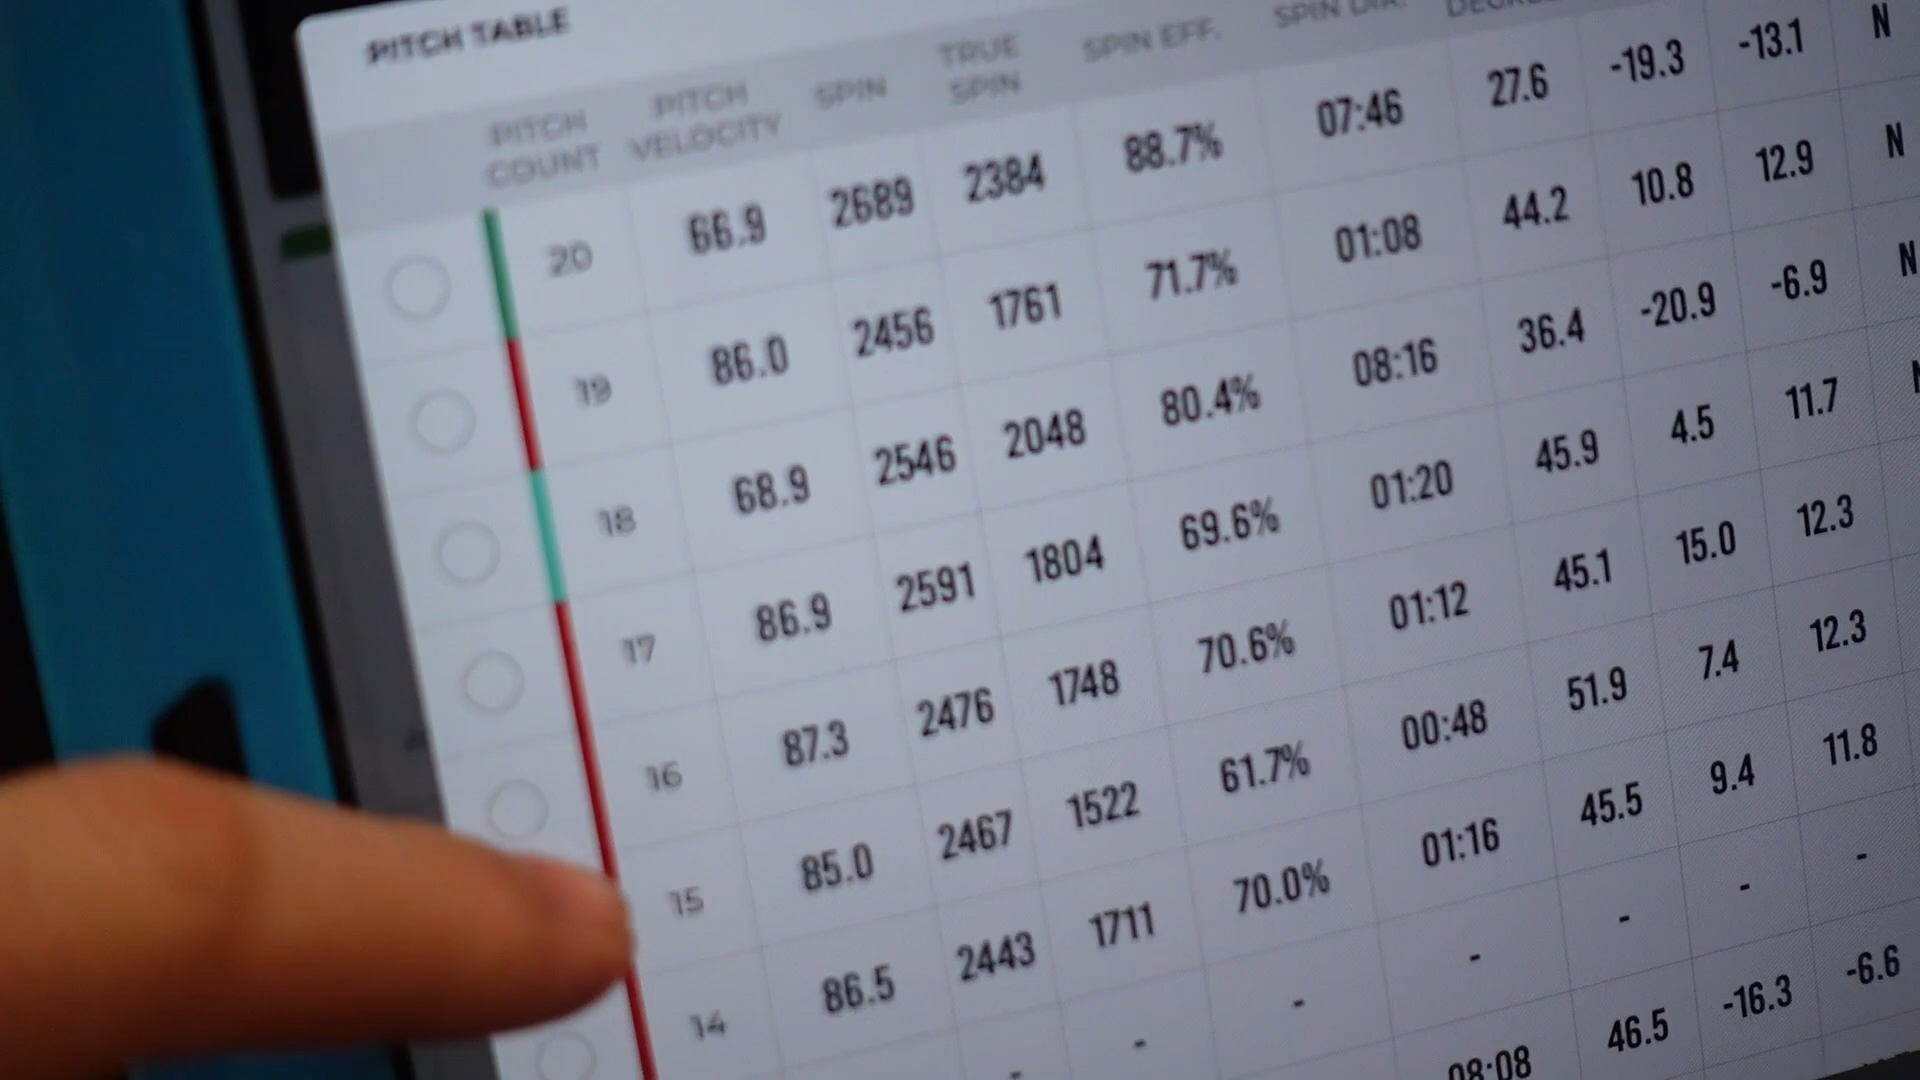 PITCH TABLE
PITCH COUNT PITCH VELOCITY SPIN TRUE SPIN SPIN EFF. SPIN DIR.
20 66.9 2689 2384 88.7% 07:46 27.6 -19.3 -13.1 N
19 86.0 2456 1761 71.7% 01:08 44.2 10.8 12.9 N
18 68.9 2546 2048 80.4% 08:16 36.4 -20.9 -6.9 N
17 86.9 2591 1804 69.6% 01:20 45.9 4.5 11.7
16 87.3 2476 1748 70.6% 01:12 45.1 15.0 12.3
15 85.0 2467 1522 61.7% 00:48 51.9 7.4 12.3
14 86.5 2443 1711 70.0% 01:16 45.5 9.4 11.8
- - - - - - -
08:08 46.5 -16.3 -6.6